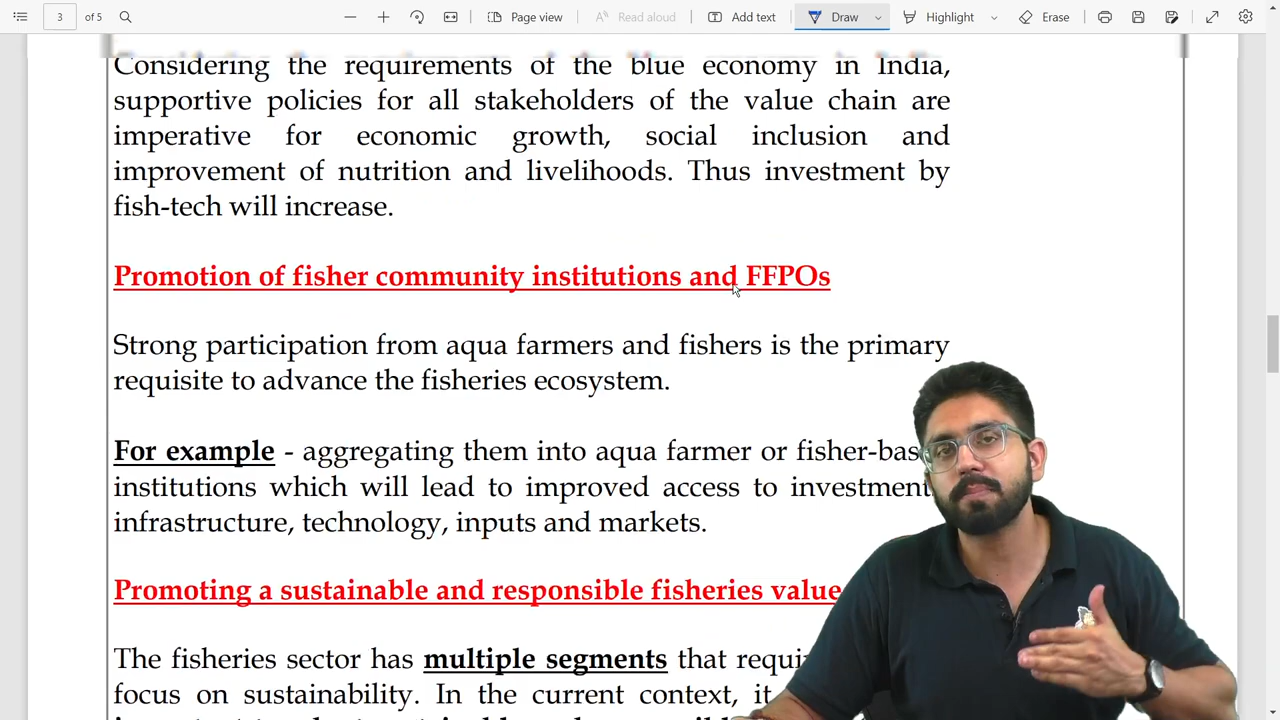 3 of 5 Page view Read aloud Add text Draw Highlight Erase
Considering the requirements of the blue economy in India,
supportive policies for all stakeholders of the value chain are
imperative for economic growth, social inclusion and
improvement of nutrition and livelihoods. Thus investment by
fish-tech will increase.
Promotion of fisher community institutions and FFPOs
Strong participation from aqua farmers and fishers is the primary
requisite to advance the fisheries ecosystem.
For example - aggregating them into aqua farmer or fisher-bas
institutions which will lead to improved access to investment
infrastructure, technology, inputs and markets.
Promoting a sustainable and responsible fisheries value
The fisheries sector has multiple segments that requi
focus on sustainability. In the current context, it